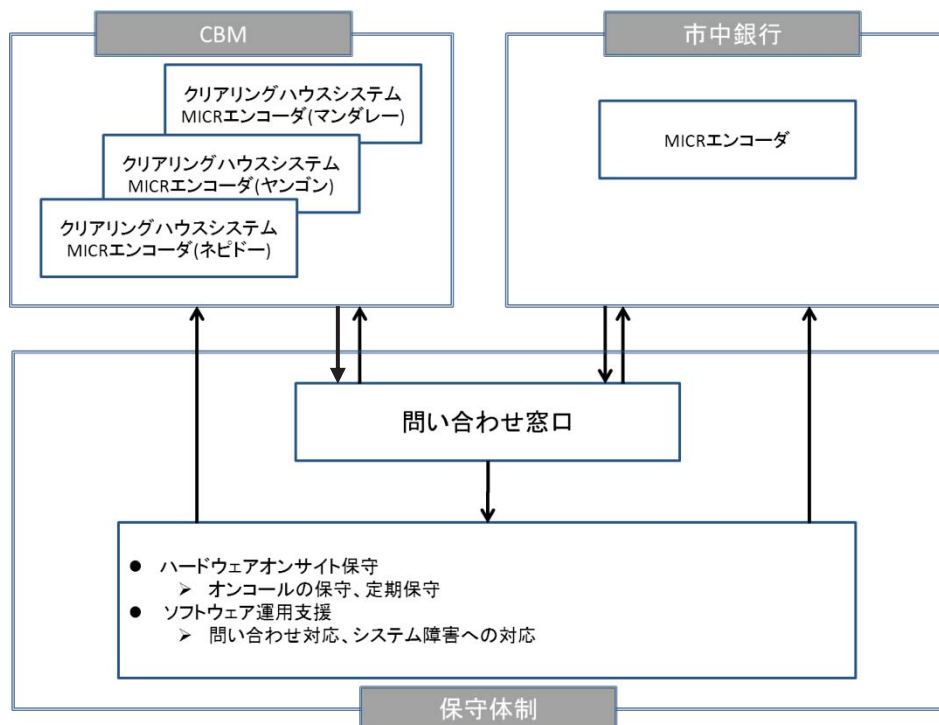 CBM
クリアリングハウスシステム
MICRエンコーダ(マンダレー)
クリアリングハウスシステム
MICRエンコーダ(ヤンゴン)
クリアリングハウスシステム
MICRエンコーダ(ネピドー)
市中銀行
MICRエンコーダ
問い合わせ窓口
● ハードウェアオンサイト保守
➢ オンコールの保守、定期保守
● ソフトウェア運用支援
➢ 問い合わせ対応、システム障害への対応
保守体制